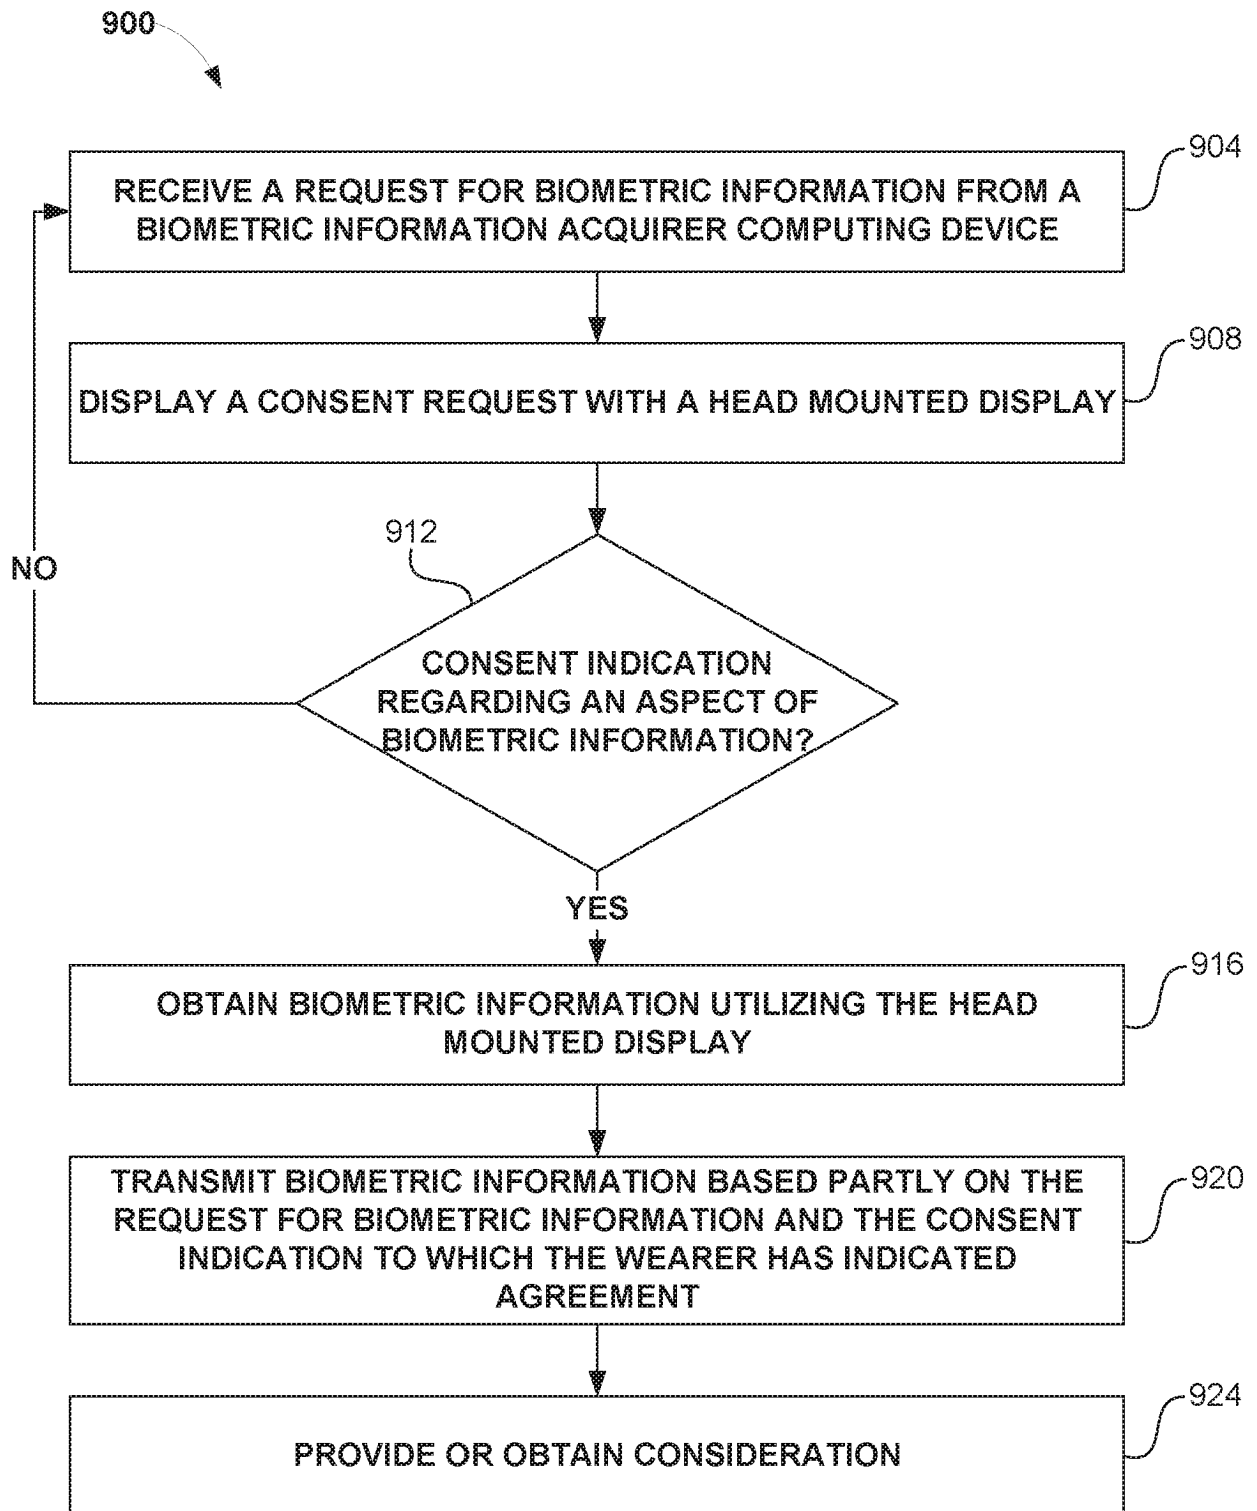 900
904
RECEIVE A REQUEST FOR BIOMETRIC INFORMATION FROM A
BIOMETRIC INFORMATION ACQUIRER COMPUTING DEVICE
908
DISPLAY A CONSENT REQUEST WITH A HEAD MOUNTED DISPLAY
912
NO
CONSENT INDICATION
REGARDING AN ASPECT OF
BIOMETRIC INFORMATION?
YES
916
OBTAIN BIOMETRIC INFORMATION UTILIZING THE HEAD
MOUNTED DISPLAY
920
TRANSMIT BIOMETRIC INFORMATION BASED PARTLY ON THE
REQUEST FOR BIOMETRIC INFORMATION AND THE CONSENT
INDICATION TO WHICH THE WEARER HAS INDICATED
AGREEMENT
924
PROVIDE OR OBTAIN CONSIDERATION